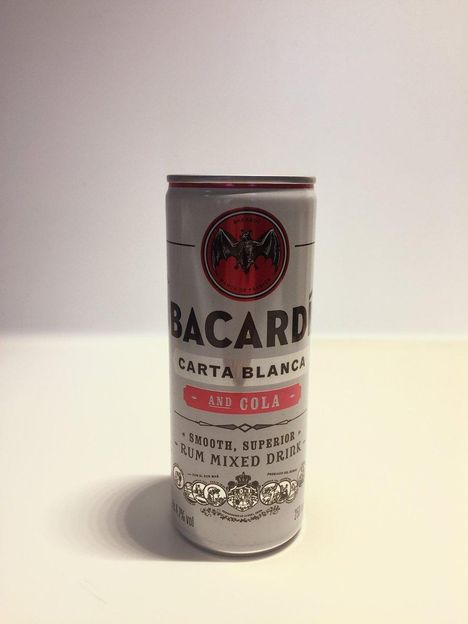 BACARDÍ
CARTA BLANCA
AND COLA
SMOOTH, SUPERIOR
RUM MIXED DRINK